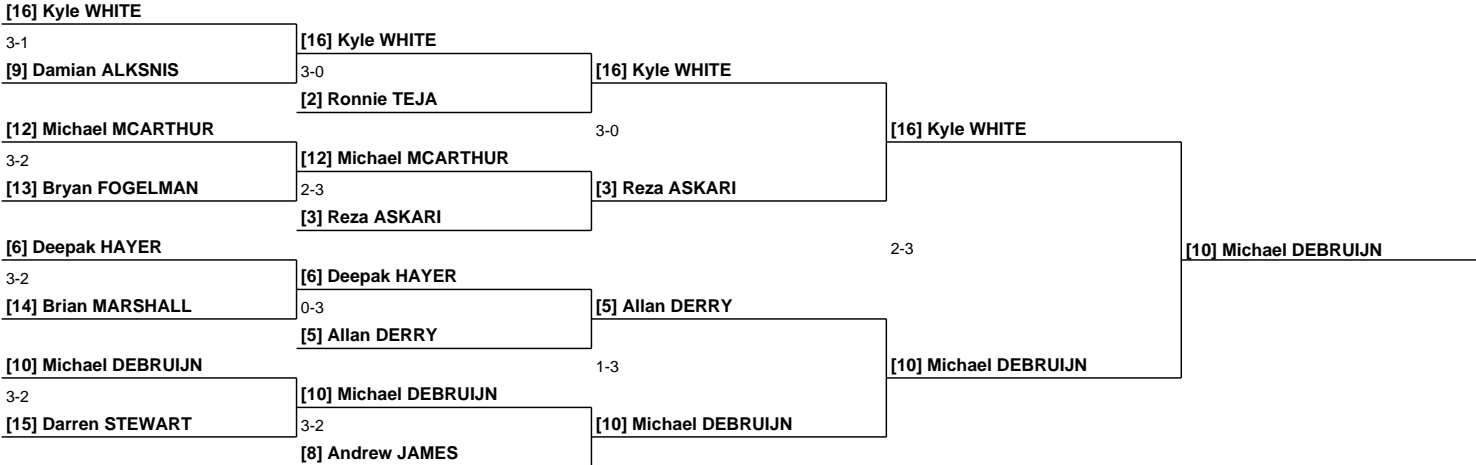 [16] Kyle WHITE
3-1
[16] Kyle WHITE
[9] Damian ALKSNIS
3-0
[16] Kyle WHITE
[2] Ronnie TEJA
[12] Michael MCARTHUR
3-0
[16] Kyle WHITE
3-2
[12] Michael MCARTHUR
[13] Bryan FOGELMAN
2-3
[3] Reza ASKARI
[3] Reza ASKARI
[6] Deepak HAYER
2-3
[10] Michael DEBRUIJN
3-2
[6] Deepak HAYER
[14] Brian MARSHALL
0-3
[5] Allan DERRY
[5] Allan DERRY
[10] Michael DEBRUIJN
1-3
[10] Michael DEBRUIJN
3-2
[10] Michael DEBRUIJN
[15] Darren STEWART
3-2
[10] Michael DEBRUIJN
[8] Andrew JAMES